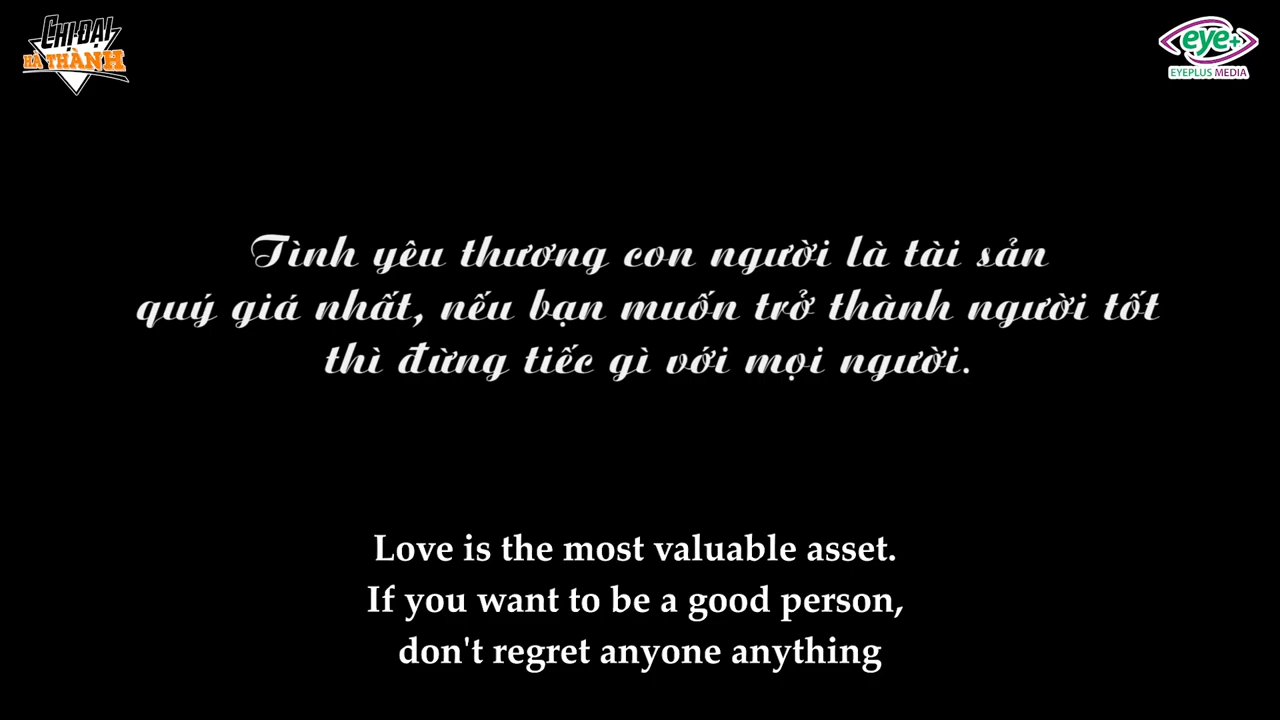 CHỊ ĐẠI
HÀ THÀNH
eye+
EYEPLUS MEDIA
Tình yêu thương con người là tài sản
quý giá nhất, nếu bạn muốn trở thành người tốt
thì đừng tiếc gì với mọi người.
Love is the most valuable asset.
If you want to be a good person,
don't regret anyone anything